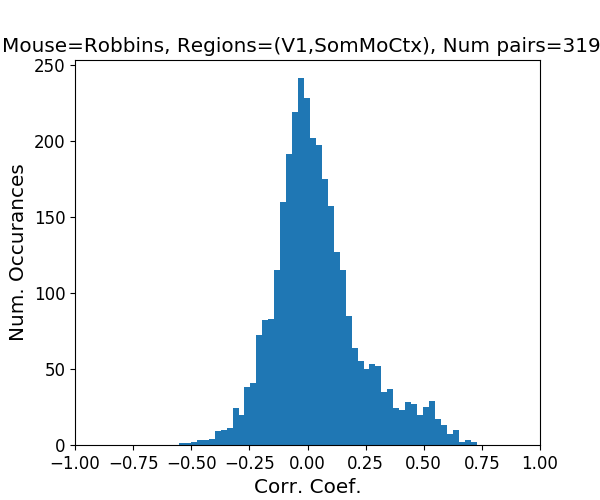 Mouse=Robbins, Regions=(V1,SomMoCtx), Num pairs=319
250
200
150
100
50
0
Num. Occurances
−1.00 −0.75 −0.50 −0.25 0.00 0.25 0.50 0.75 1.00
Corr. Coef.